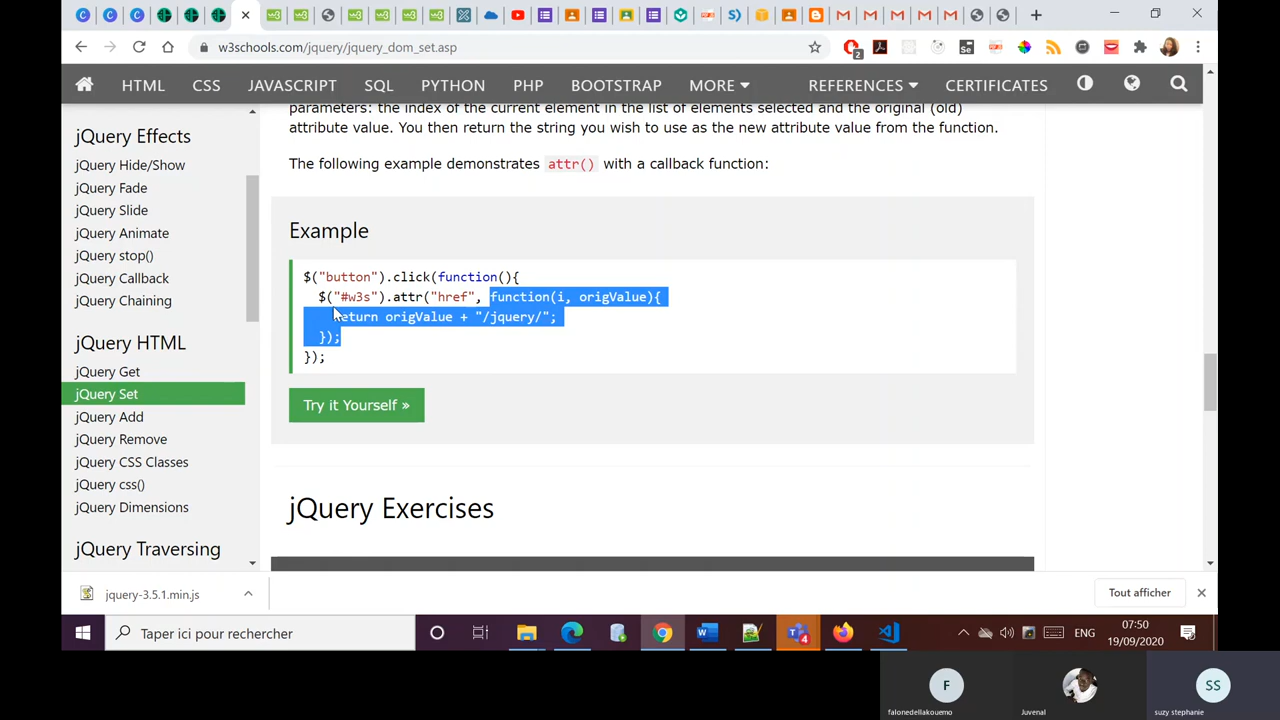 w3schools.com/jquery/jquery_dom_set.asp
2
HTML CSS JAVASCRIPT SQL PYTHON PHP BOOTSTRAP MORE REFERENCES CERTIFICATES
jQuery Effects
jQuery Hide/Show
jQuery Fade
jQuery Slide
jQuery Animate
jQuery stop()
jQuery Callback
jQuery Chaining
jQuery HTML
jQuery Get
jQuery Set
jQuery Add
jQuery Remove
jQuery CSS Classes
jQuery css()
jQuery Dimensions
jQuery Traversing
parameters: the index of the current element in the list of elements selected and the original (old)
attribute value. You then return the string you wish to use as the new attribute value from the function.
The following example demonstrates attr() with a callback function:
Example
$("button").click(function(){
$("#w3s").attr("href", function(i, origValue){
return origValue + "/jquery/";
});
});
Try it Yourself »
jQuery Exercises
jquery-3.5.1.min.js
Tout afficher
Taper ici pour rechercher
4
ENG
07:50
19/09/2020
F
SS
falonedellakouemo
Juvenal
suzy stephanie